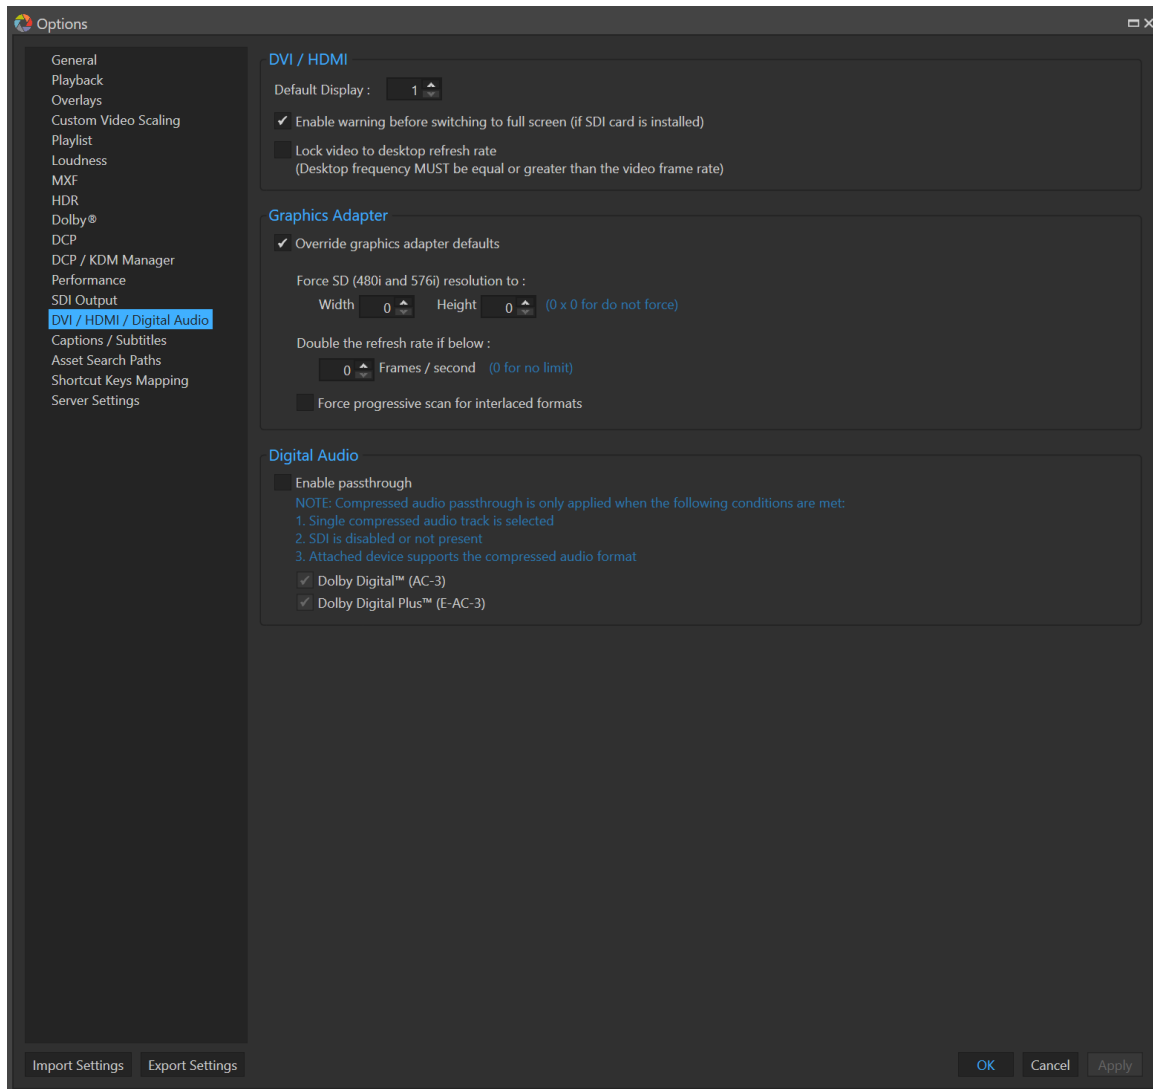 Options
General
Playback
Overlays
Custom Video Scaling
Playlist
Loudness
MXF
HDR
Dolby®
DCP
DCP / KDM Manager
Performance
SDI Output
DVI / HDMI / Digital Audio
Captions / Subtitles
Asset Search Paths
Shortcut Keys Mapping
Server Settings
DVI / HDMI
Default Display : 1
Enable warning before switching to full screen (if SDI card is installed)
Lock video to desktop refresh rate
(Desktop frequency MUST be equal or greater than the video frame rate)
Graphics Adapter
Override graphics adapter defaults
Force SD (480i and 576i) resolution to :
Width 0 Height 0 (0 x 0 for do not force)
Double the refresh rate if below :
0 Frames / second (0 for no limit)
Force progressive scan for interlaced formats
Digital Audio
Enable passthrough
NOTE: Compressed audio passthrough is only applied when the following conditions are met:
1. Single compressed audio track is selected
2. SDI is disabled or not present
3. Attached device supports the compressed audio format
Dolby Digital™ (AC-3)
Dolby Digital Plus™ (E-AC-3)
Import Settings Export Settings OK Cancel Apply